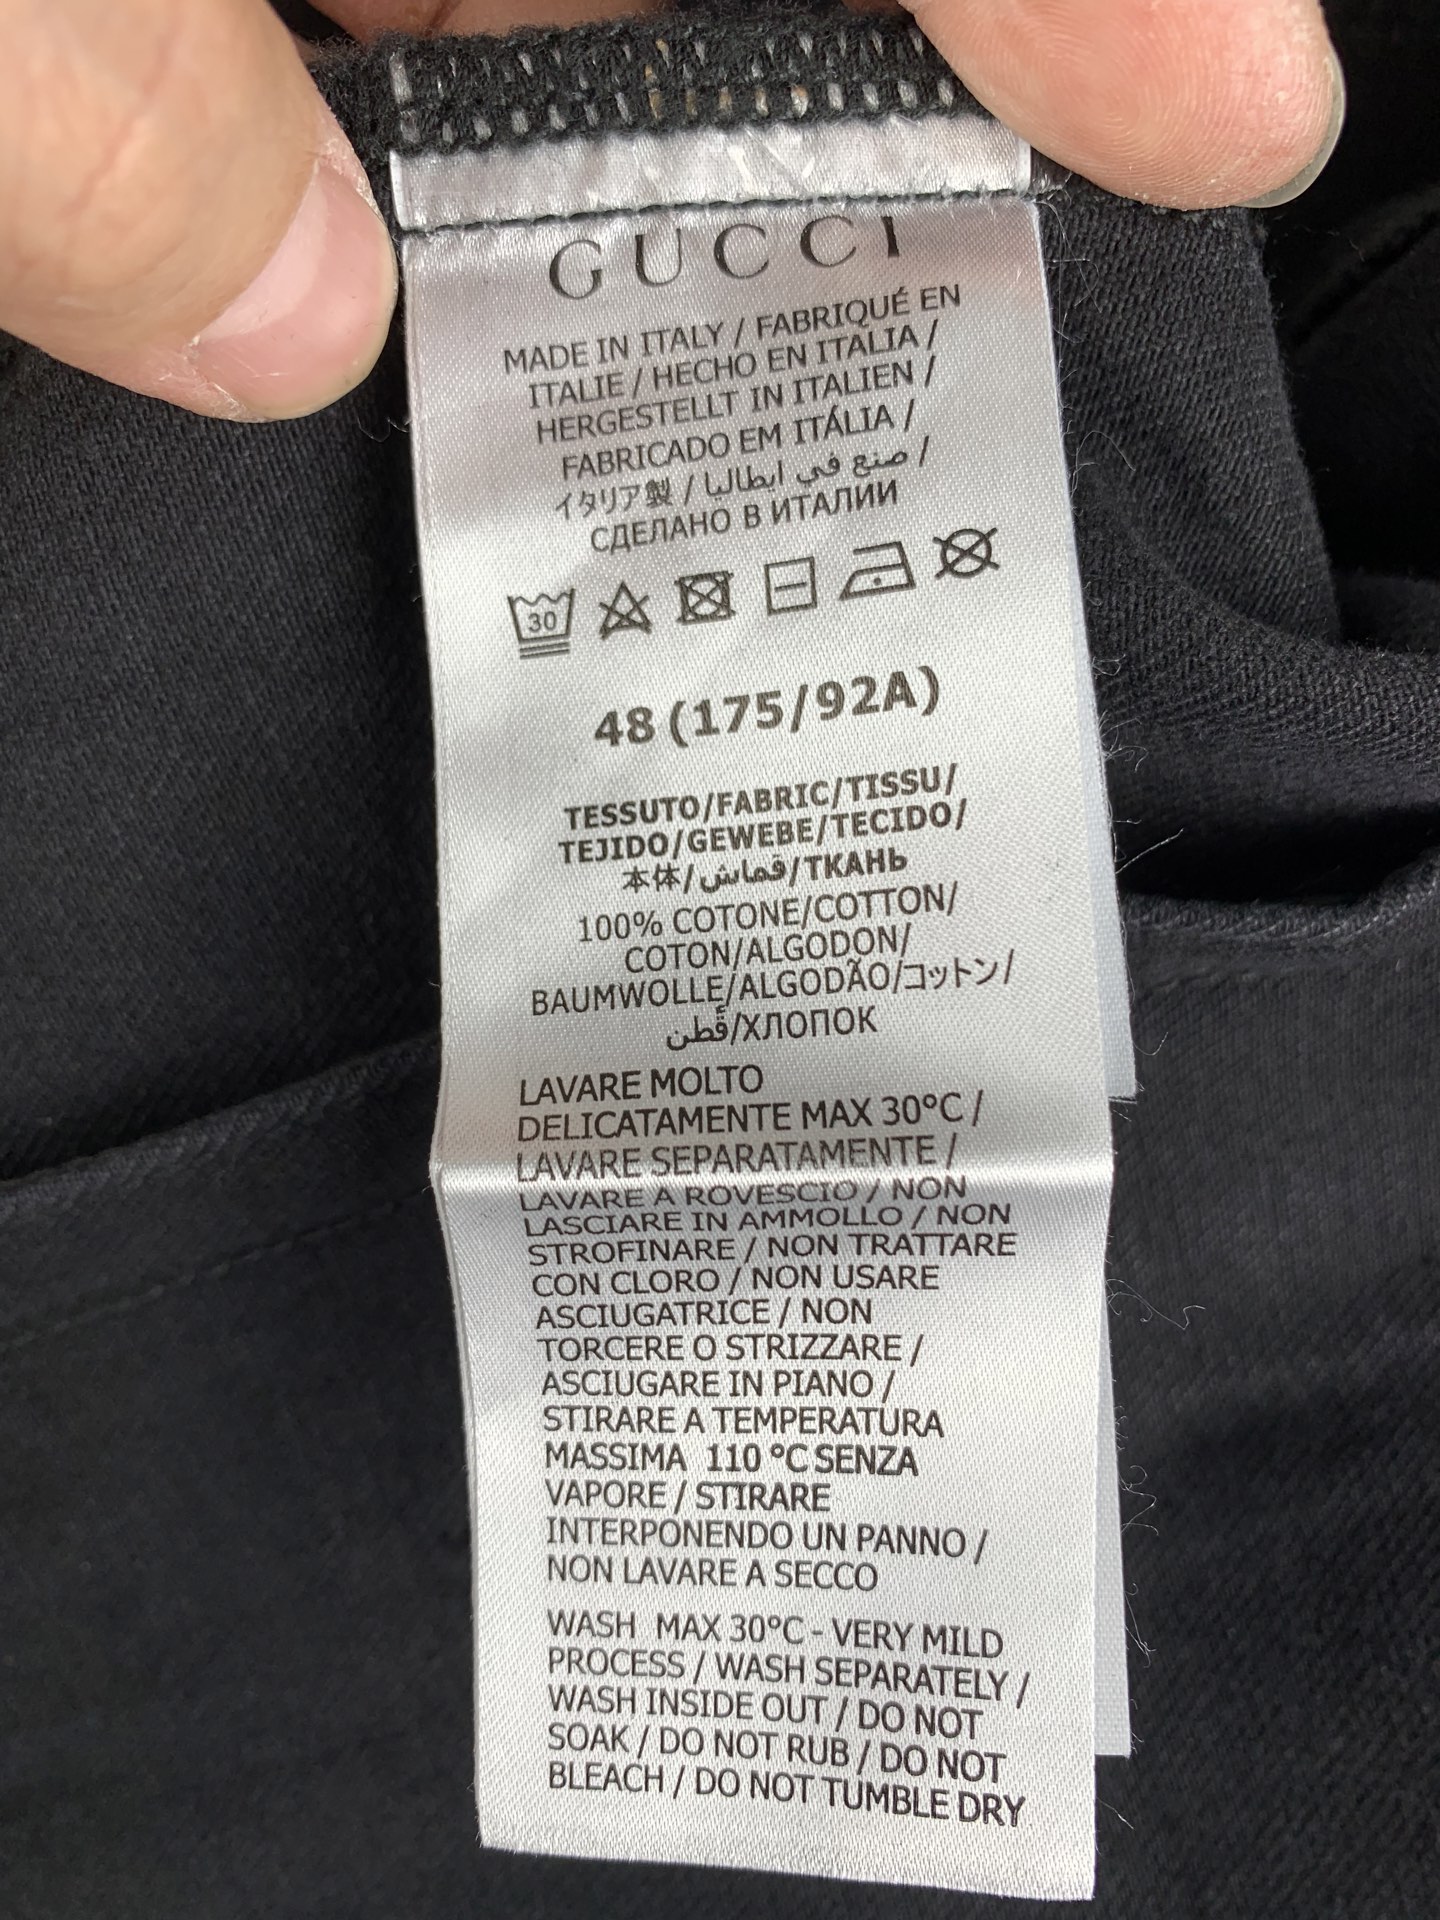 GUCCI
MADE IN ITALY / FABRIQUÉ EN
ITALIE / HECHO EN ITALIA /
HERGESTELLT IN ITALIEN /
FABRICADO EM ITÁLIA /
イタリア製 / صنع في ايطاليا /
СДЕЛАНО В ИТАЛИИ
30
48 (175/92A)
TESSUTO/FABRIC/TISSU/
TEJIDO/GEWEBE/TECIDO/
本体/قماش/ТКАНЬ
100% COTONE/COTTON/
COTON/ALGODON/
BAUMWOLLE/ALGODÃO/コットン/
قُطن/ХЛОПОК
LAVARE MOLTO
DELICATAMENTE MAX 30°C /
LAVARE SEPARATAMENTE /
LAVARE A ROVESCIO / NON
LASCIARE IN AMMOLLO / NON
STROFINARE / NON TRATTARE
CON CLORO / NON USARE
ASCIUGATRICE / NON
TORCERE O STRIZZARE /
ASCIUGARE IN PIANO /
STIRARE A TEMPERATURA
MASSIMA 110 °C SENZA
VAPORE / STIRARE
INTERPONENDO UN PANNO /
NON LAVARE A SECCO
WASH MAX 30°C - VERY MILD
PROCESS / WASH SEPARATELY /
WASH INSIDE OUT / DO NOT
SOAK / DO NOT RUB / DO NOT
BLEACH / DO NOT TUMBLE DRY